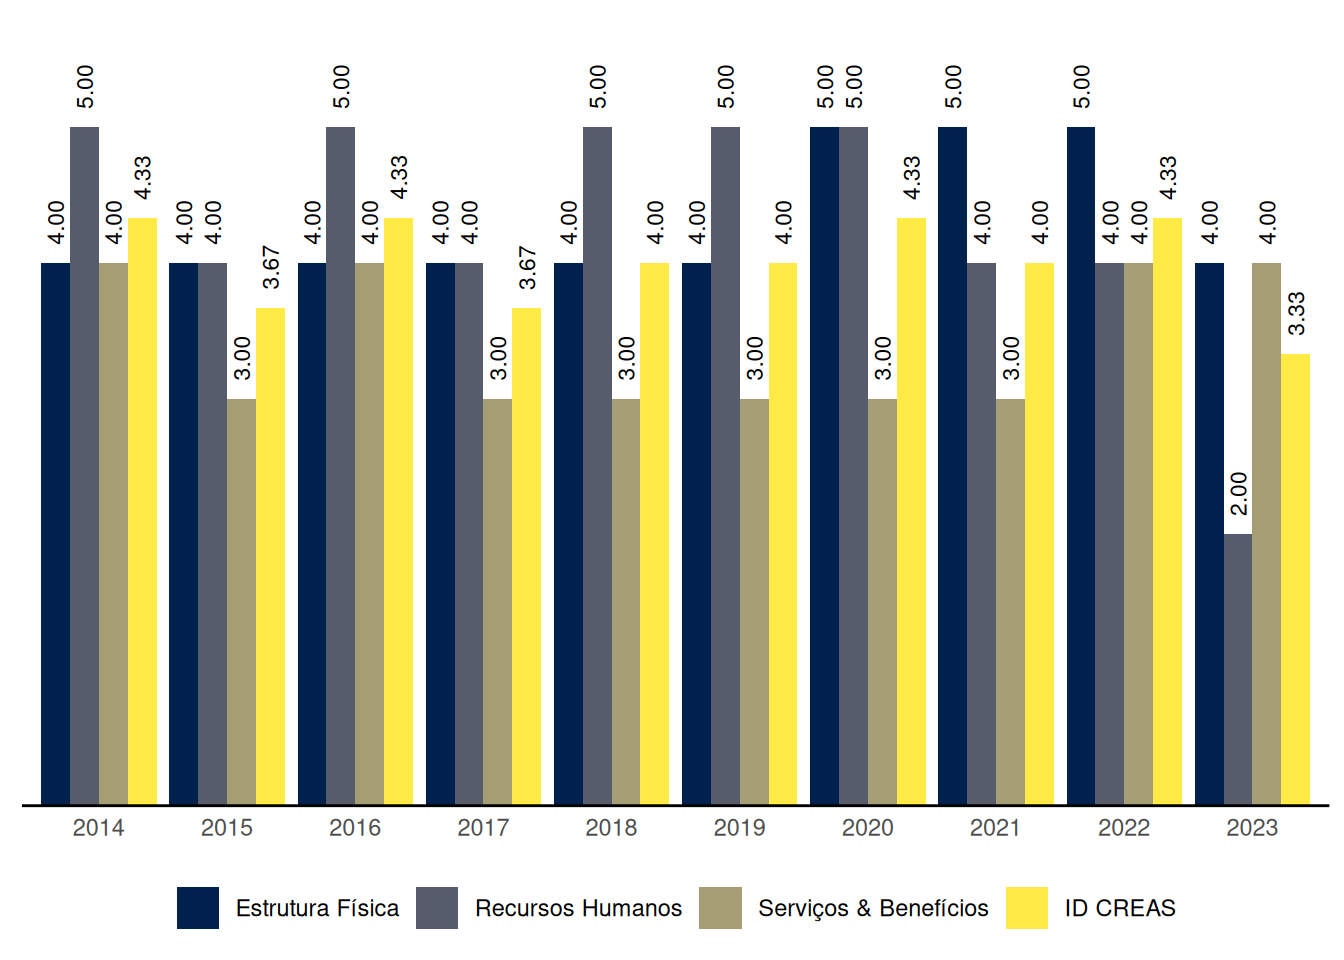 4.00 5.00 4.00 4.33 4.00 4.00 3.00 3.67 4.00 5.00 4.00 4.33 4.00 4.00 3.00 3.67 4.00 5.00 3.00 4.00 4.00 5.00 3.00 4.00 5.00 5.00 3.00 4.33 5.00 4.00 3.00 4.00 5.00 4.00 4.00 4.33 4.00 2.00 4.00 3.33
2014 2015 2016 2017 2018 2019 2020 2021 2022 2023
Estrutura Física Recursos Humanos Serviços & Benefícios ID CREAS